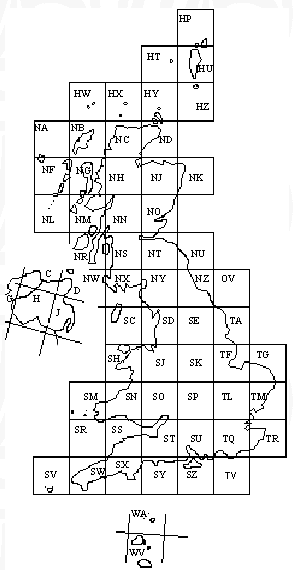 HP
HT
HU
HW HX HY
HZ
NA NB
NC ND
NF NG NH NJ NK
NL NM NN NO
NR NS NT NU
NW NX NY NZ OV
C
D
G H
J
SC SD SE TA
SH SJ SK TF TG
SM SN SO SP TL TM
SR SS ST SU TQ TR
SV SW SX SY SZ TV
WA
WV